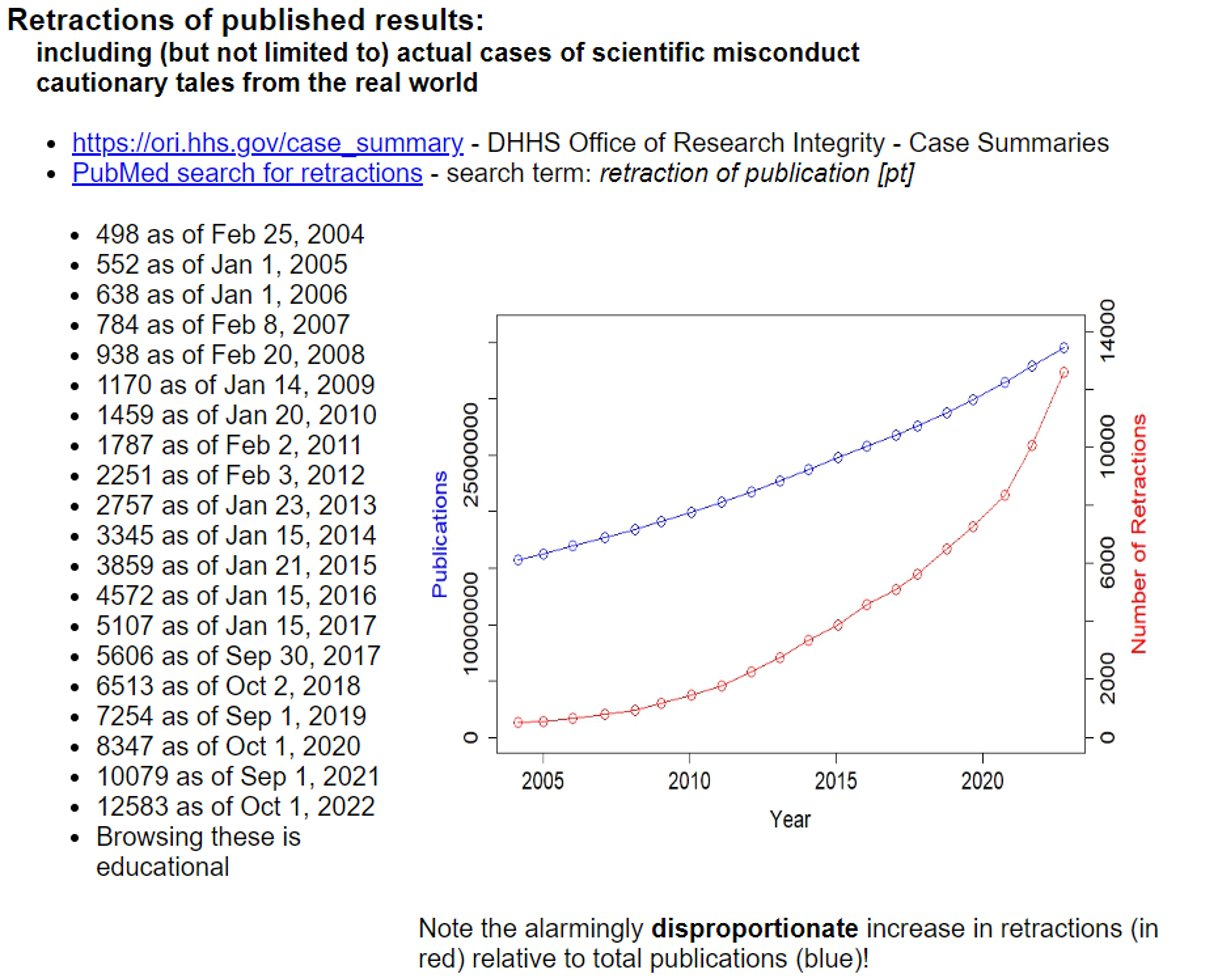 Retractions of published results:
including (but not limited to) actual cases of scientific misconduct
cautionary tales from the real world
• https://ori.hhs.gov/case_summary - DHHS Office of Research Integrity - Case Summaries
• PubMed search for retractions - search term: retraction of publication [pt]
• 498 as of Feb 25, 2004
• 552 as of Jan 1, 2005
• 638 as of Jan 1, 2006
• 784 as of Feb 8, 2007
• 938 as of Feb 20, 2008
• 1170 as of Jan 14, 2009
• 1459 as of Jan 20, 2010
• 1787 as of Feb 2, 2011
• 2251 as of Feb 3, 2012
• 2757 as of Jan 23, 2013
• 3345 as of Jan 15, 2014
• 3859 as of Jan 21, 2015
• 4572 as of Jan 15, 2016
• 5107 as of Jan 15, 2017
• 5606 as of Sep 30, 2017
• 6513 as of Oct 2, 2018
• 7254 as of Sep 1, 2019
• 8347 as of Oct 1, 2020
• 10079 as of Sep 1, 2021
• 12583 as of Oct 1, 2022
• Browsing these is
educational
Publications
0 10000000 25000000
2005 2010 2015 2020
Year
0 2000 6000 10000 14000
Number of Retractions
Note the alarmingly disproportionate increase in retractions (in
red) relative to total publications (blue)!